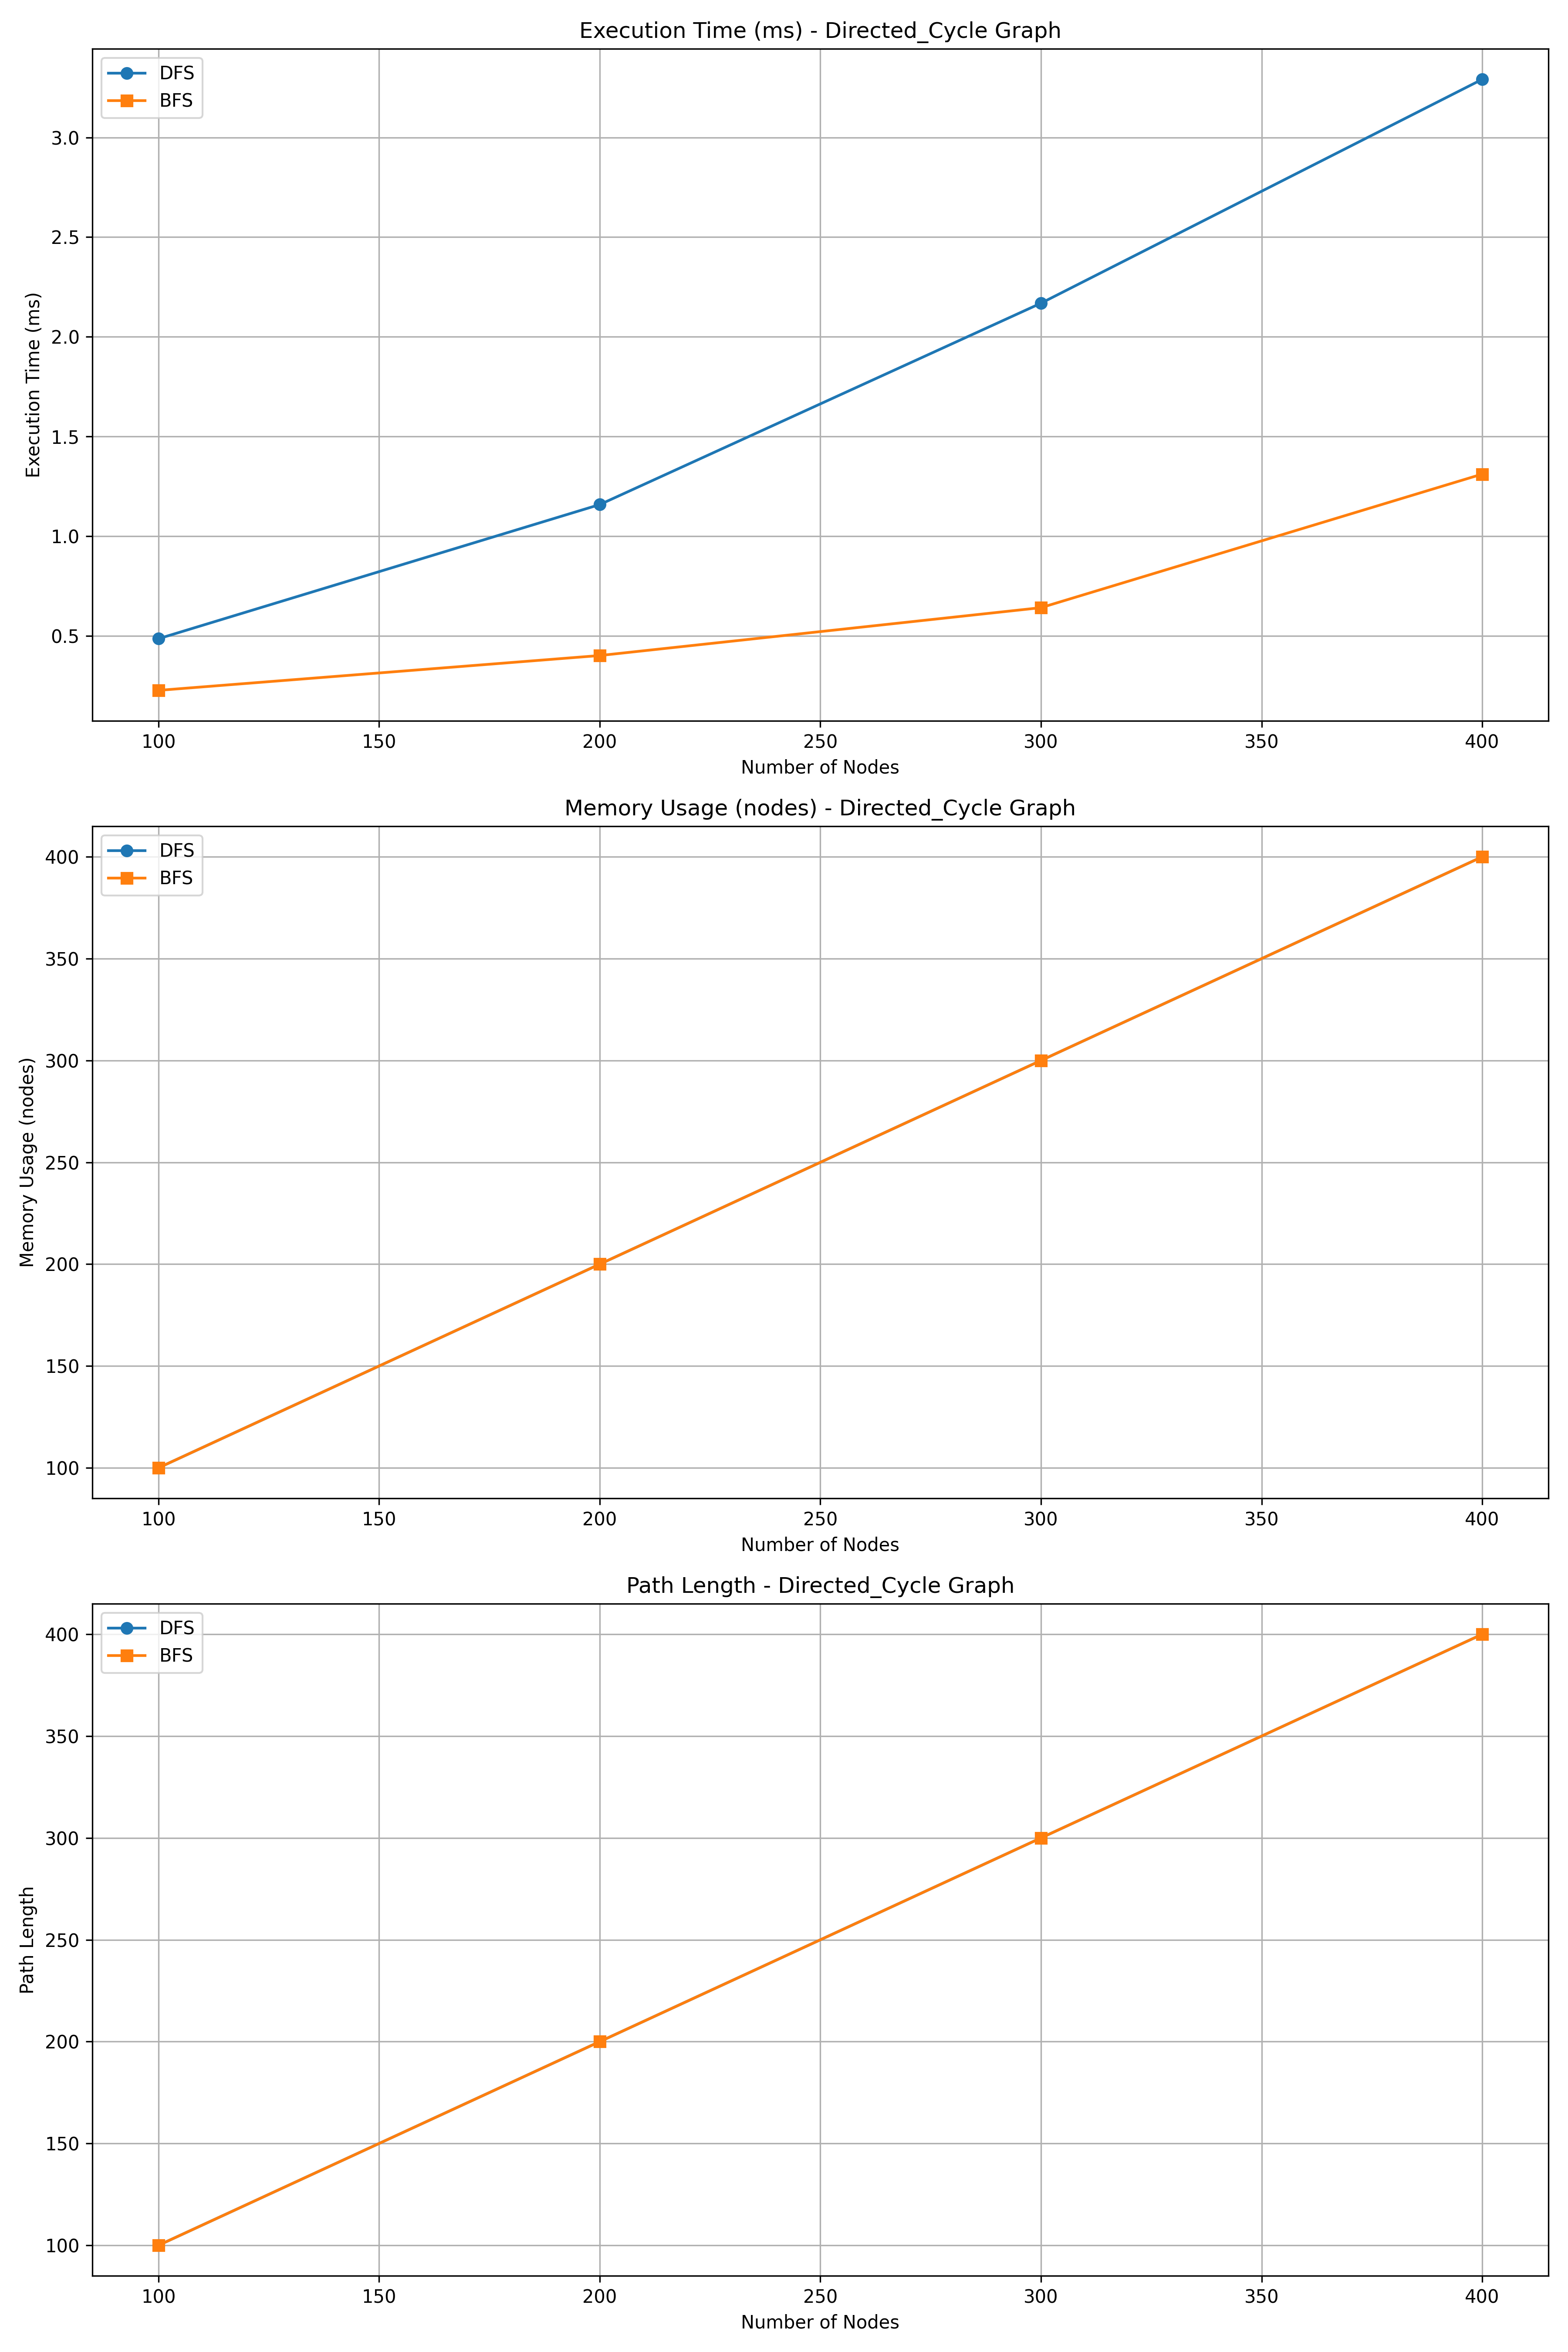 Execution Time (ms) - Directed_Cycle Graph
DFS
BFS
3.0
2.5
2.0
1.5
1.0
0.5
Execution Time (ms)
100 150 200 250 300 350 400
Number of Nodes
Memory Usage (nodes) - Directed_Cycle Graph
DFS
BFS
400
350
300
250
200
150
100
Memory Usage (nodes)
100 150 200 250 300 350 400
Number of Nodes
Path Length - Directed_Cycle Graph
DFS
BFS
400
350
300
250
200
150
100
Path Length
100 150 200 250 300 350 400
Number of Nodes